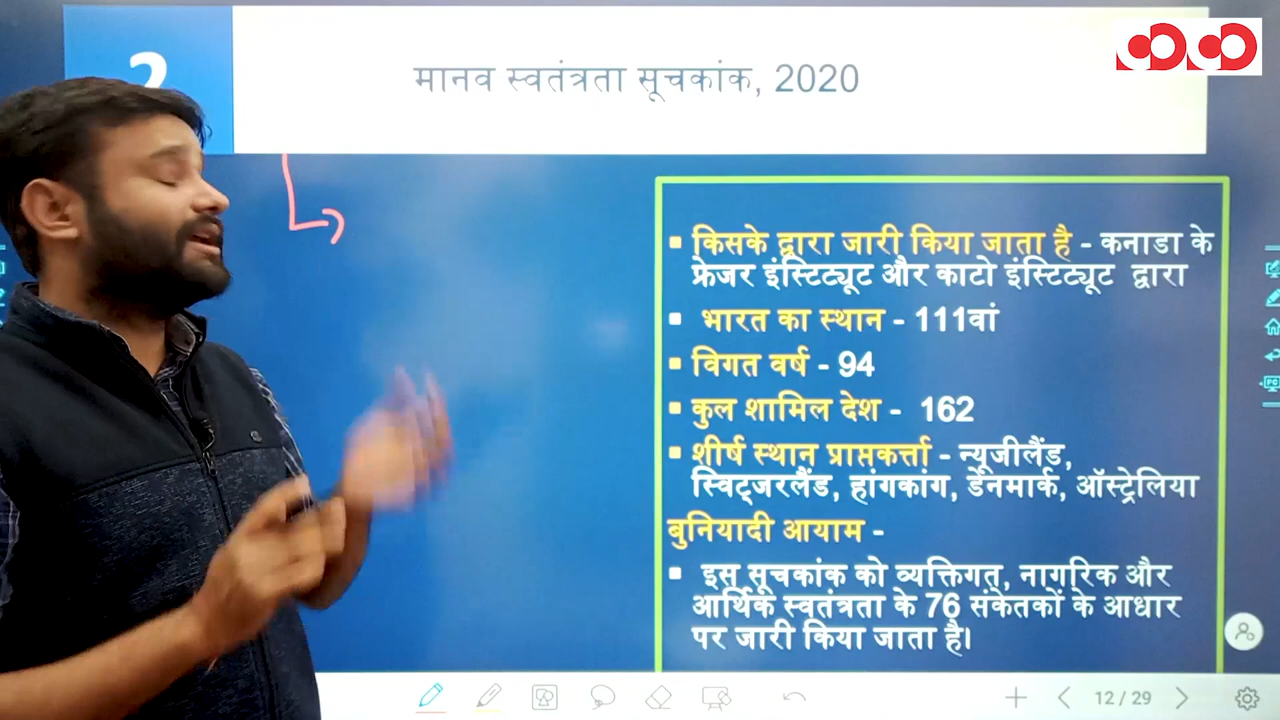 2
मानव स्वतंत्रता सूचकांक, 2020
▪ किसके द्वारा जारी किया जाता है - कनाडा के
फ्रेजर इंस्टिट्यूट और काटो इंस्टिट्यूट द्वारा
▪ भारत का स्थान - 111वां
▪ विगत वर्ष - 94
▪ कुल शामिल देश - 162
▪ शीर्ष स्थान प्राप्तकर्त्ता - न्यूजीलैंड,
स्विट्जरलैंड, हांगकांग, डेनमार्क, ऑस्ट्रेलिया
बुनियादी आयाम -
▪ इस सूचकांक को व्यक्तिगत, नागरिक और
आर्थिक स्वतंत्रता के 76 संकेतकों के आधार
पर जारी किया जाता है।
PC
12 / 29